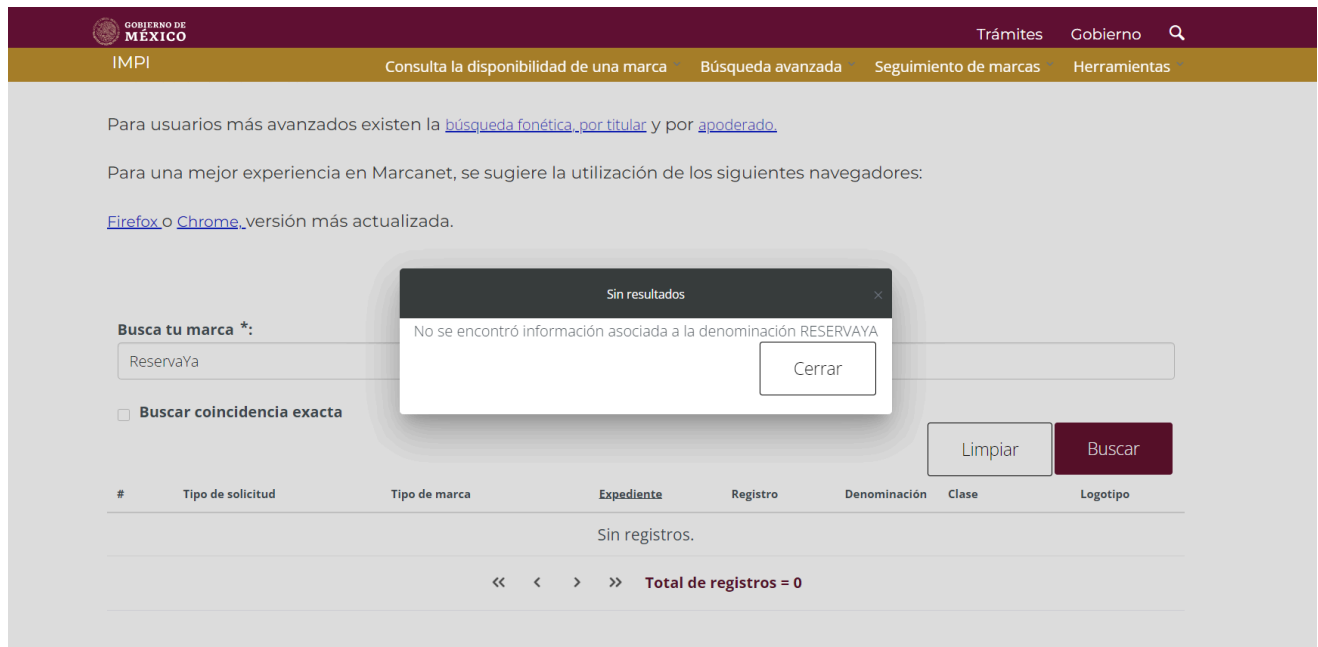 GOBIERNO DE
MÉXICO
Trámites Gobierno
IMPI
Consulta la disponibilidad de una marca Búsqueda avanzada Seguimiento de marcas Herramientas
Para usuarios más avanzados existen la búsqueda fonética, por titular y por apoderado.
Para una mejor experiencia en Marcanet, se sugiere la utilización de los siguientes navegadores:
Firefox o Chrome, versión más actualizada.
Sin resultados ×
No se encontró información asociada a la denominación RESERVAYA
Cerrar
Busca tu marca *:
ReservaYa
Buscar coincidencia exacta
Limpiar Buscar
# Tipo de solicitud Tipo de marca Expediente Registro Denominación Clase Logotipo
Sin registros.
Total de registros = 0